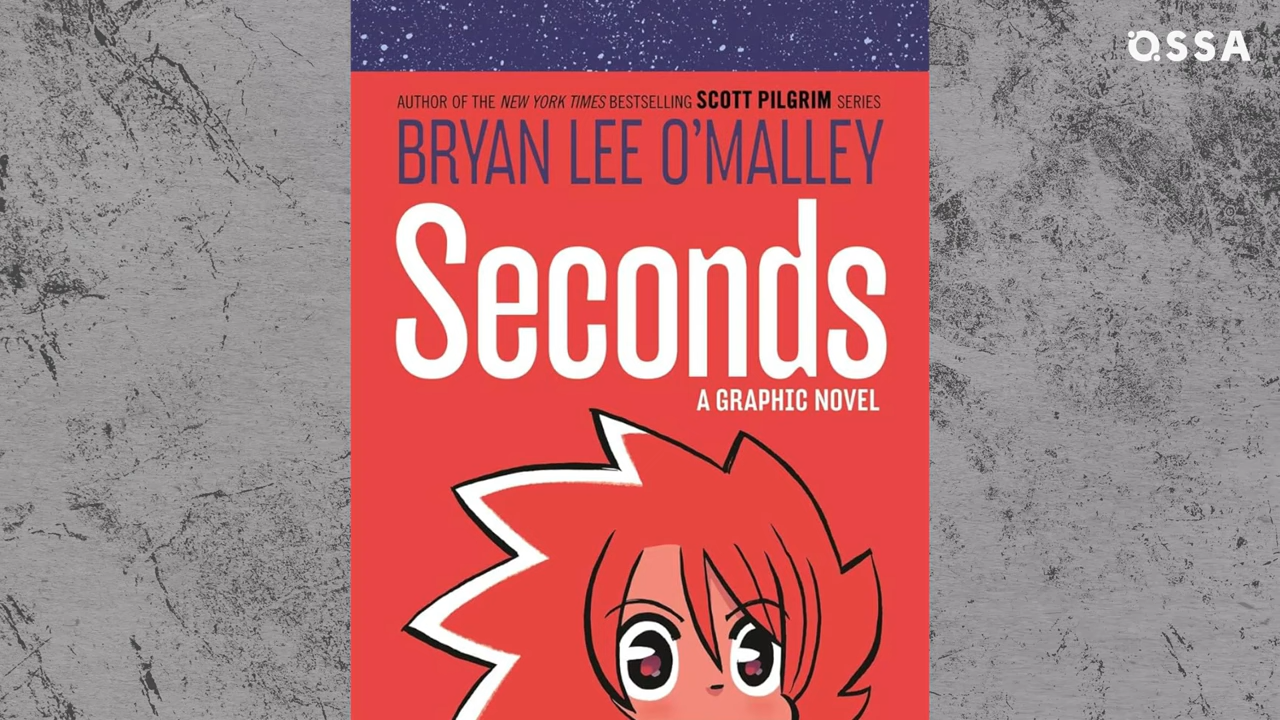 OSSA
AUTHOR OF THE NEW YORK TIMES BESTSELLING SCOTT PILGRIM SERIES
BRYAN LEE O'MALLEY
Seconds
A GRAPHIC NOVEL